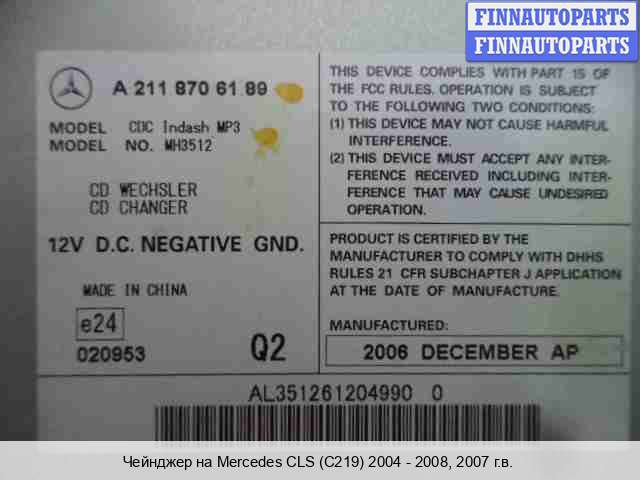 FINNAUTOPARTS
FINNAUTOPARTS
A 211 870 61 89
MODEL CDC Indash MP3
MODEL NO. MH3512
CD WECHSLER
CD CHANGER
12V D.C. NEGATIVE GND.
MADE IN CHINA
e24
020953
Q2
THIS DEVICE COMPLIES WITH PART 15 OF
THE FCC RULES. OPERATION IS SUBJECT
TO THE FOLLOWING TWO CONDITIONS:
(1) THIS DEVICE MAY NOT CAUSE HARMFUL
INTERFERENCE.
(2) THIS DEVICE MUST ACCEPT ANY INTER-
FERENCE RECEIVED INCLUDING INTER-
FERENCE THAT MAY CAUSE UNDESIRED
OPERATION.
PRODUCT IS CERTIFIED BY THE
MANUFACTURER TO COMPLY WITH DHHS
RULES 21 CFR SUBCHAPTER J APPLICATION
AT THE DATE OF MANUFACTURE.
MANUFACTURED:
2006 DECEMBER AP
AL351261204990 0
Чейнджер на Mercedes CLS (C219) 2004 - 2008, 2007 г.в.